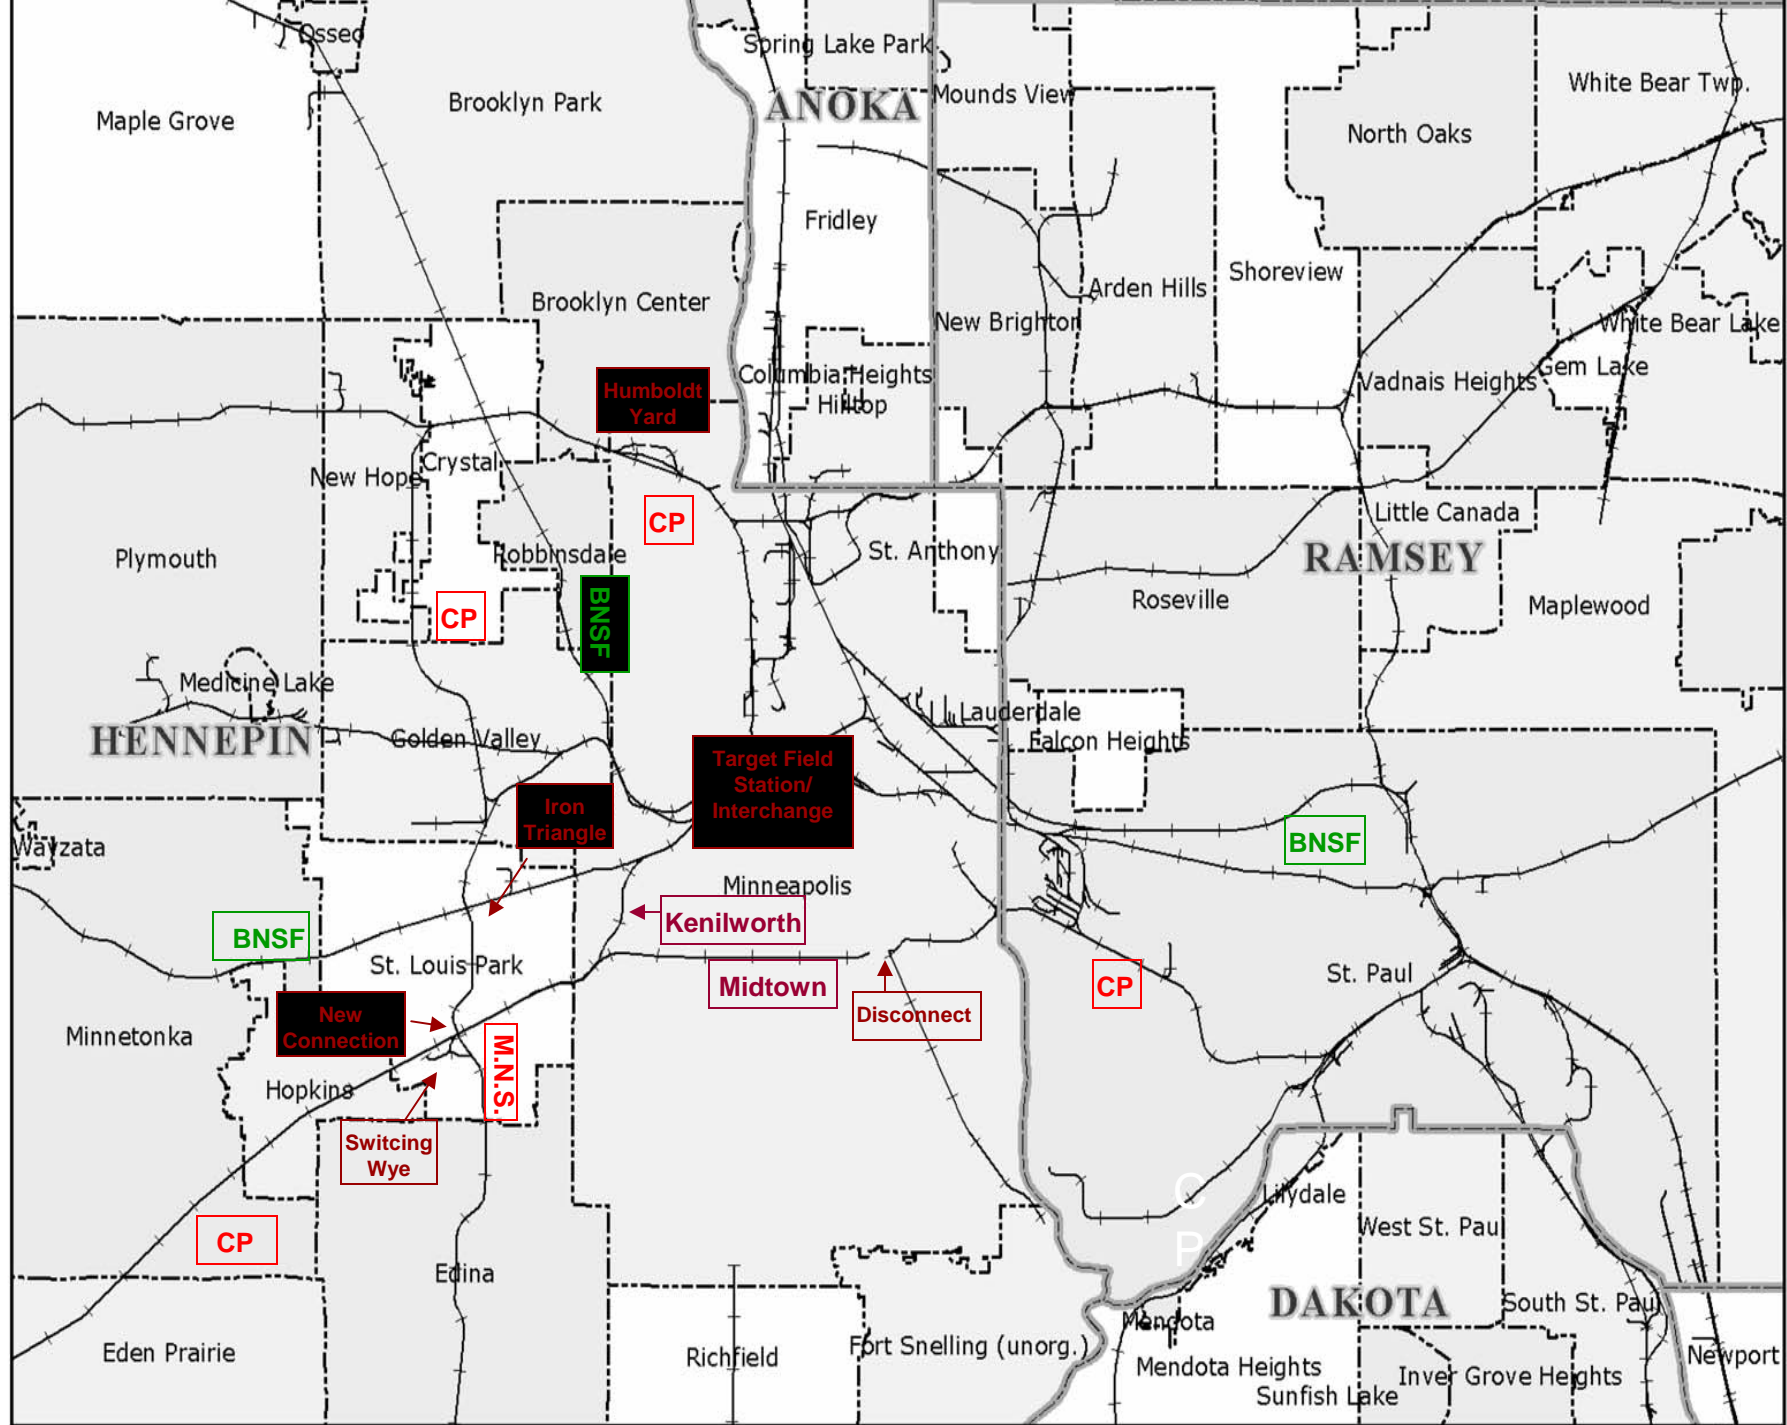 Osseo
Spring Lake Park
Brooklyn Park
Mounds View
White Bear Twp.
ANOKA
Maple Grove
North Oaks
Fridley
Shoreview
Arden Hills
Brooklyn Center
New Brighton
White Bear Lake
Columbia Heights
Gem Lake
Vadnais Heights
Humboldt
Yard
Hilltop
Crystal
New Hope
CP
Little Canada
Robbinsdale
St. Anthony
RAMSEY
Plymouth
CP
BNSF
Roseville
Maplewood
Medicine Lake
Lauderdale
HENNEPIN
Golden Valley
Falcon Heights
Target Field
Station/
Interchange
Iron
Triangle
BNSF
Wayzata
Minneapolis
Kenilworth
BNSF
St. Louis Park
St. Paul
Midtown
CP
New
Connection
Disconnect
Minnetonka
M.N.S.
Hopkins
Switcing
Wye
C
P
Lilydale
West St. Paul
CP
Edina
DAKOTA
South St. Paul
Mendota
Eden Prairie
Richfield
Fort Snelling (unorg.)
Newport
Mendota Heights
Inver Grove Heights
Sunfish Lake